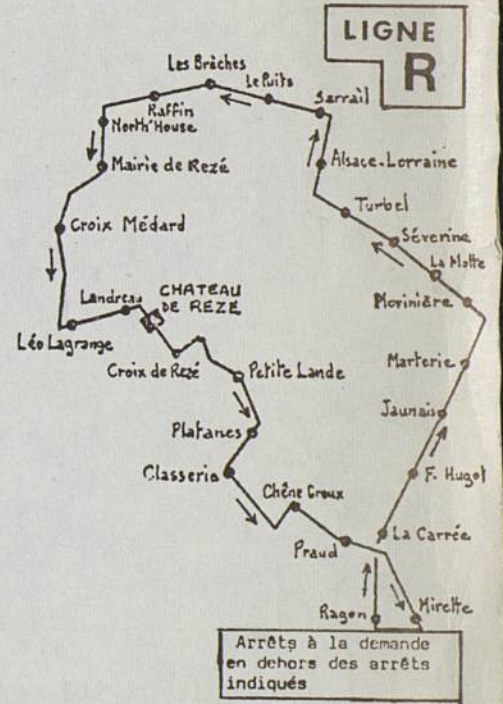 LIGNE
R
Les Brèches
Le Puits
Sarrail
Raffin
North'House
Alsace-Lorraine
Mairie de Rezé
Turbel
Croix Médard
Séverine
La Motte
Landreau
CHATEAU
DE REZE
Morinière
Léo Lagrange
Croix de Rezé
Petite Lande
Marterie
Jaunais
Platanes
Classerie
F. Hugot
Chêne Creux
La Carrée
Praud
Ragon
Mirette
Arrêts à la demande
en dehors des arrêts
indiqués